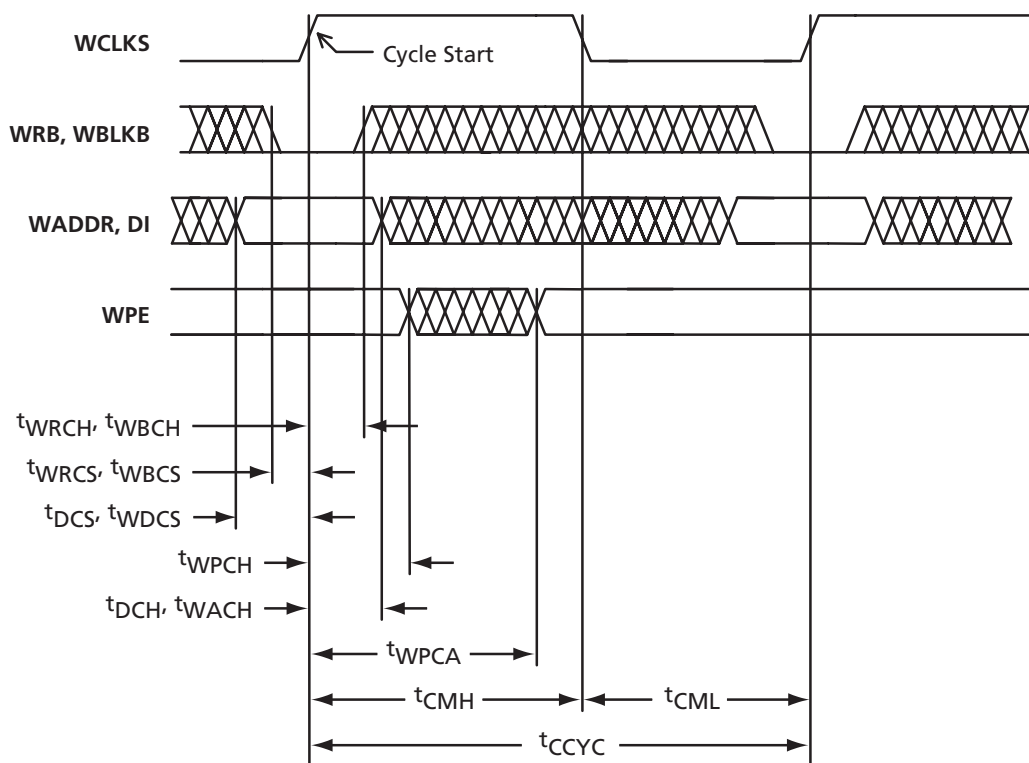 WCLKS
Cycle Start
WRB, WBLKB
WADDR, DI
WPE
tWRCH, tWBCH
tWRCS, tWBCS
tDCS, tWDCS
tWPCH
tDCH, tWACH
tWPCA
tCMH
tCML
tCCYC